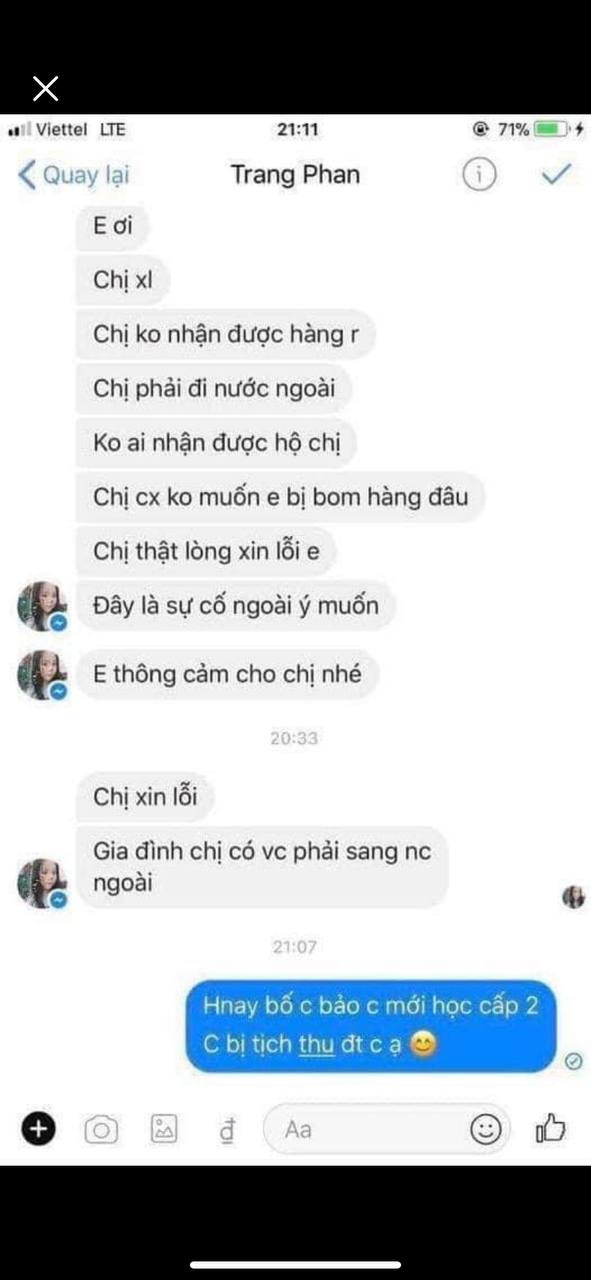 Viettel LTE 21:11 71%
Quay lại Trang Phan
E ơi
Chị xl
Chị ko nhận được hàng r
Chị phải đi nước ngoài
Ko ai nhận được hộ chị
Chị cx ko muốn e bị bom hàng đâu
Chị thật lòng xin lỗi e
Đây là sự cố ngoài ý muốn
E thông cảm cho chị nhé
20:33
Chị xin lỗi
Gia đình chị có vc phải sang nc
ngoài
21:07
Hnay bố c bảo c mới học cấp 2
C bị tịch thu đt c ạ 😊
đ Aa